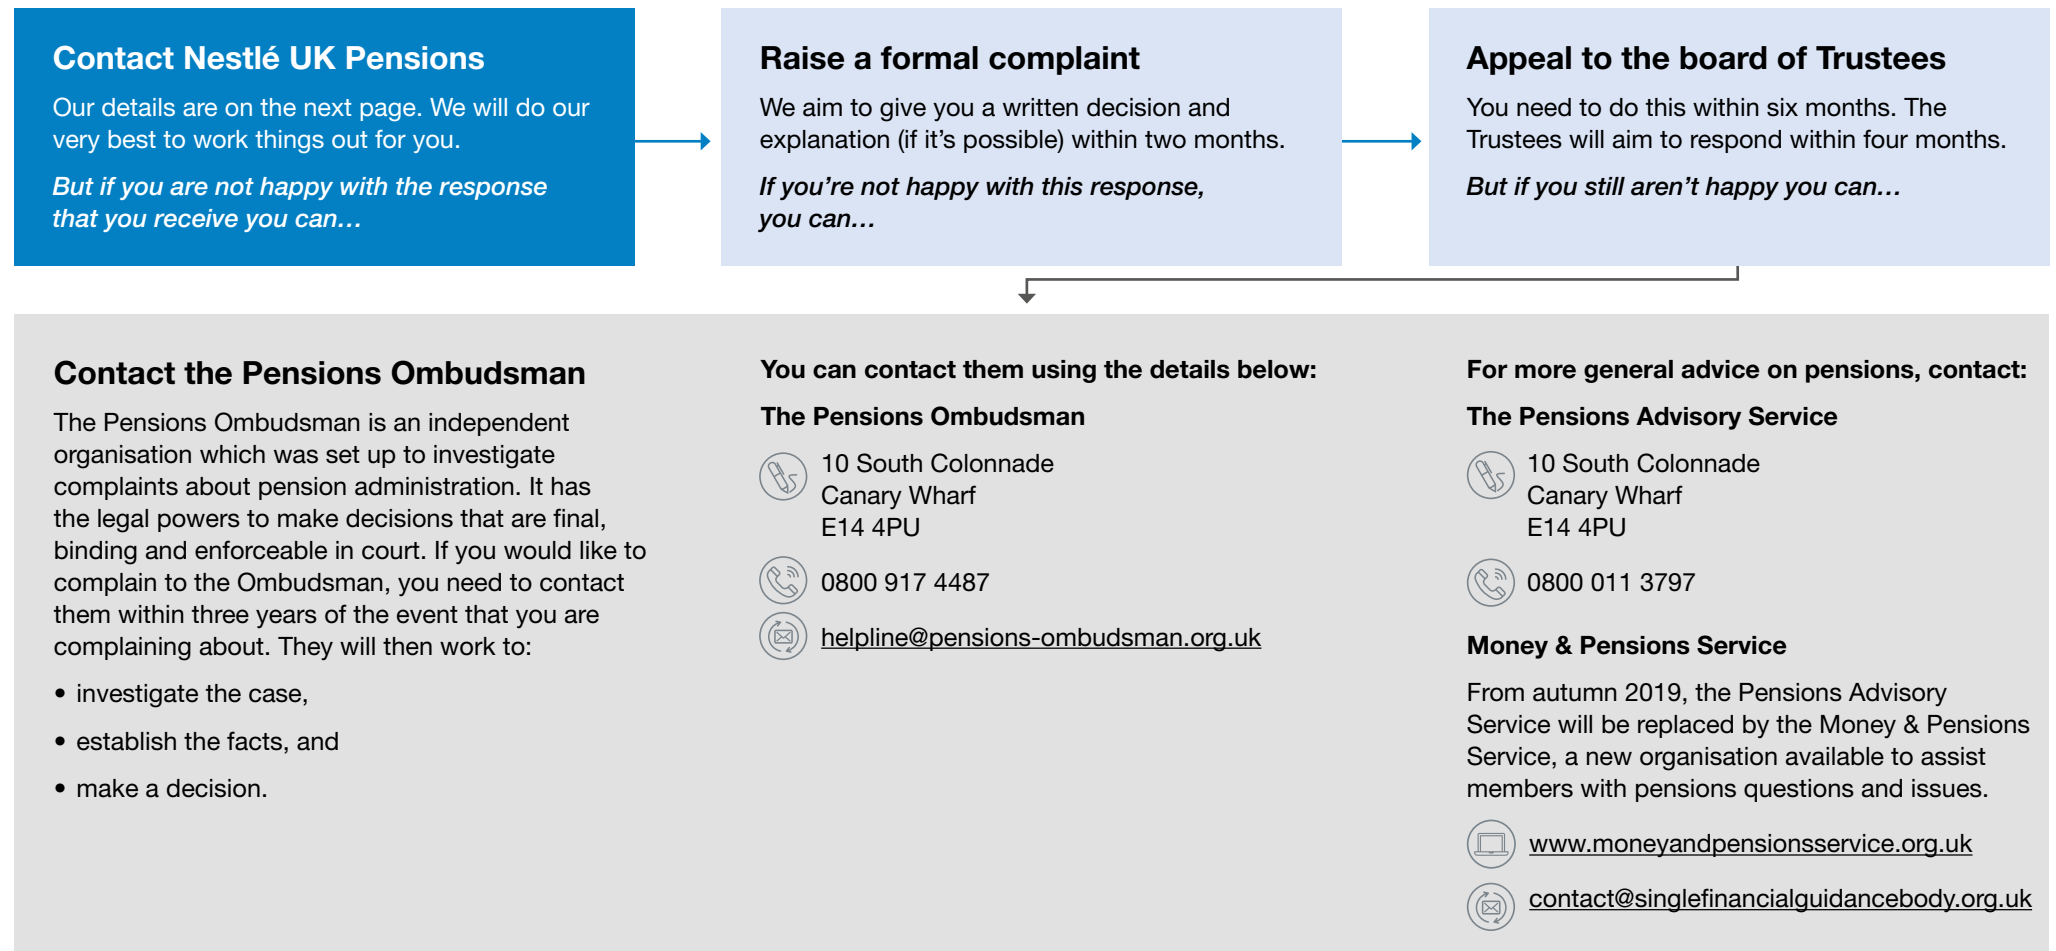 Contact Nestlé UK Pensions
Our details are on the next page. We will do our
very best to work things out for you.
But if you are not happy with the response
that you receive you can…
Raise a formal complaint
We aim to give you a written decision and
explanation (if it’s possible) within two months.
If you’re not happy with this response,
you can…
Appeal to the board of Trustees
You need to do this within six months. The
Trustees will aim to respond within four months.
But if you still aren’t happy you can…
Contact the Pensions Ombudsman
The Pensions Ombudsman is an independent
organisation which was set up to investigate
complaints about pension administration. It has
the legal powers to make decisions that are final,
binding and enforceable in court. If you would like to
complain to the Ombudsman, you need to contact
them within three years of the event that you are
complaining about. They will then work to:
• investigate the case,
• establish the facts, and
• make a decision.
You can contact them using the details below:
The Pensions Ombudsman
10 South Colonnade
Canary Wharf
E14 4PU
0800 917 4487
helpline@pensions-ombudsman.org.uk
For more general advice on pensions, contact:
The Pensions Advisory Service
10 South Colonnade
Canary Wharf
E14 4PU
0800 011 3797
Money & Pensions Service
From autumn 2019, the Pensions Advisory
Service will be replaced by the Money & Pensions
Service, a new organisation available to assist
members with pensions questions and issues.
www.moneyandpensionsservice.org.uk
contact@singlefinancialguidancebody.org.uk